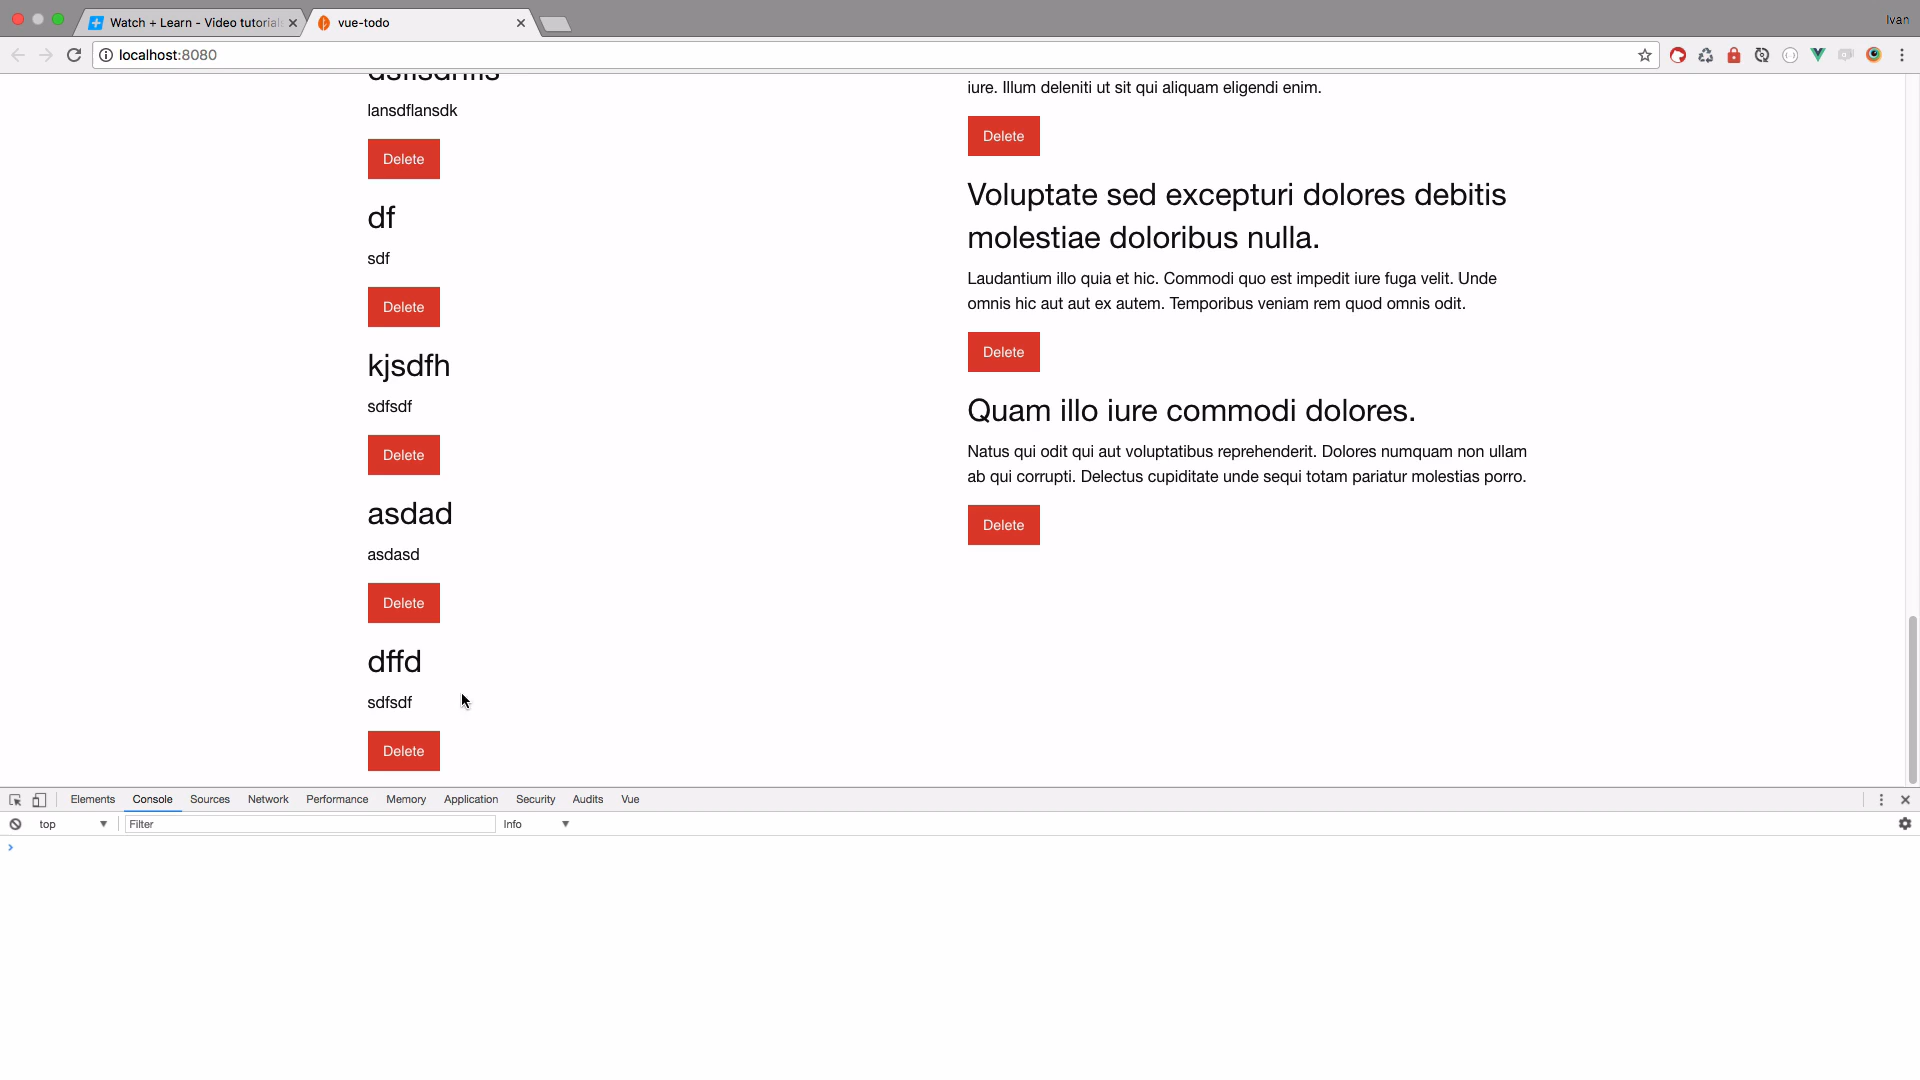 Watch + Learn - Video tutorial
vue-todo
Ivan
localhost:8080
lansdflansdk
Delete
df
sdf
Delete
kjsdfh
sdfsdf
Delete
asdad
asdasd
Delete
dffd
sdfsdf
Delete
iure. Illum deleniti ut sit qui aliquam eligendi enim.
Delete
Voluptate sed excepturi dolores debitis
molestiae doloribus nulla.
Laudantium illo quia et hic. Commodi quo est impedit iure fuga velit. Unde
omnis hic aut aut ex autem. Temporibus veniam rem quod omnis odit.
Delete
Quam illo iure commodi dolores.
Natus qui odit qui aut voluptatibus reprehenderit. Dolores numquam non ullam
ab qui corrupti. Delectus cupiditate unde sequi totam pariatur molestias porro.
Delete
Elements Console Sources Network Performance Memory Application Security Audits Vue
top Filter Info